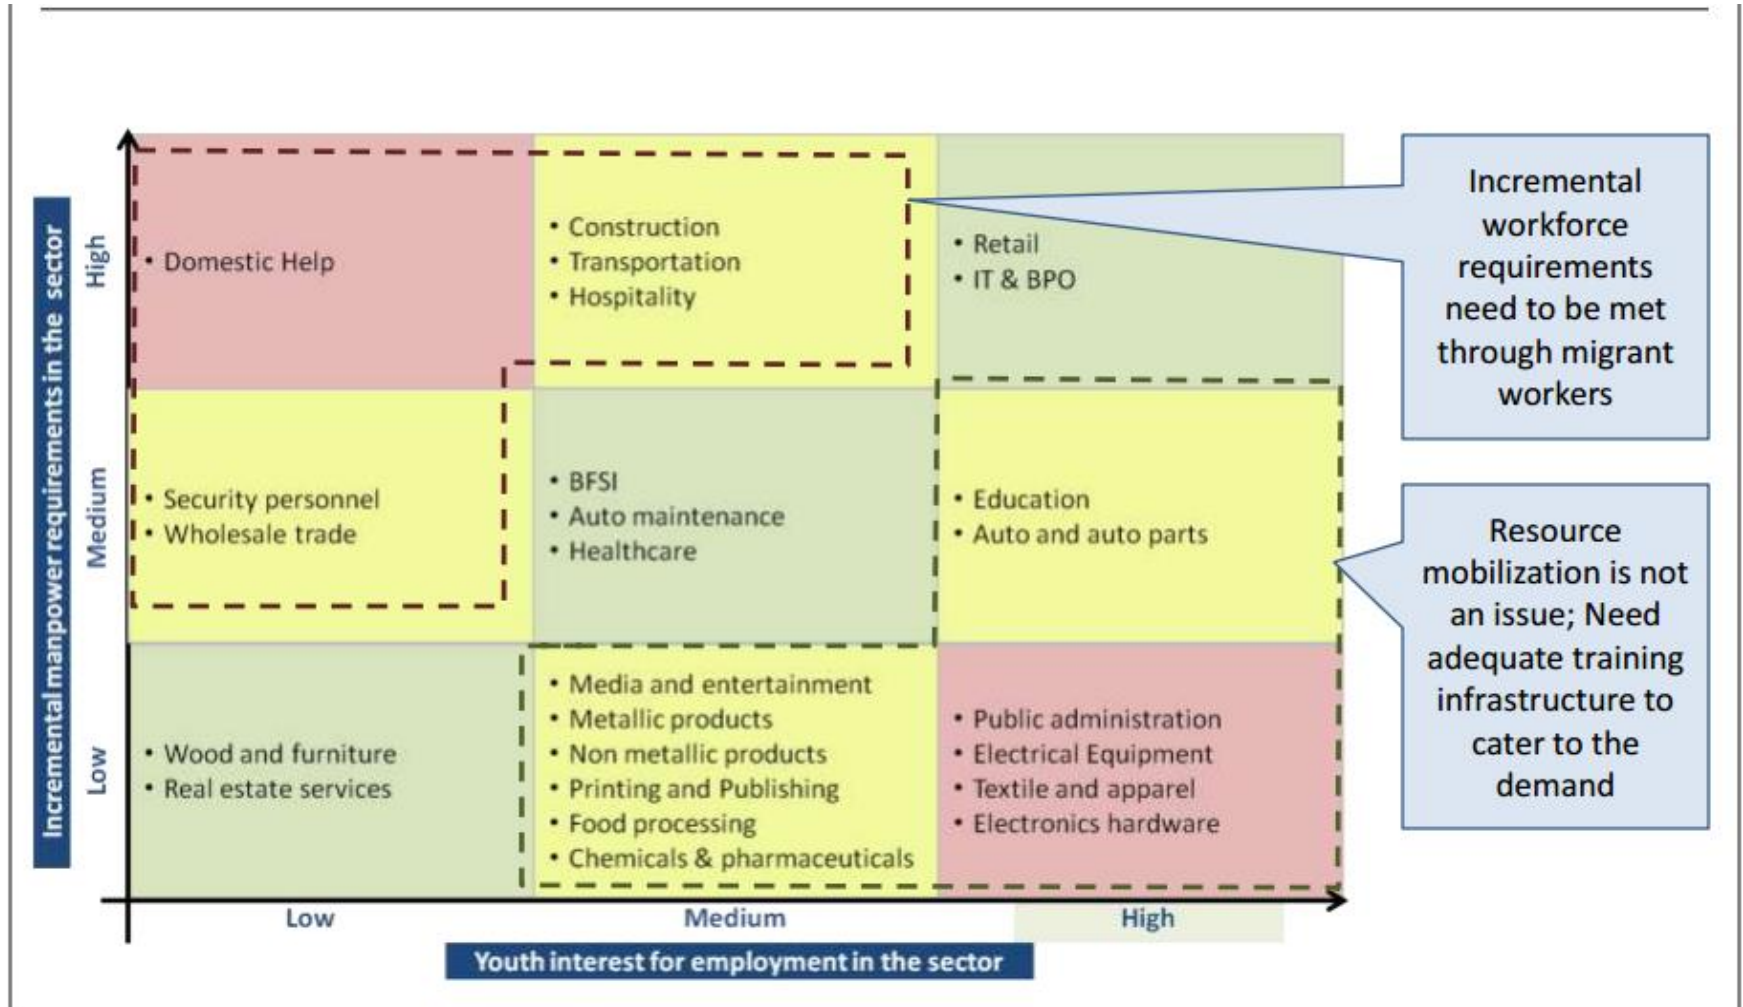 Incremental manpower requirements in the sector
High
• Domestic Help
• Construction
• Transportation
• Hospitality
• Retail
• IT & BPO
Medium
• Security personnel
• Wholesale trade
• BFSI
• Auto maintenance
• Healthcare
• Education
• Auto and auto parts
Low
• Wood and furniture
• Real estate services
• Media and entertainment
• Metallic products
• Non metallic products
• Printing and Publishing
• Food processing
• Chemicals & pharmaceuticals
• Public administration
• Electrical Equipment
• Textile and apparel
• Electronics hardware
Low
Medium
High
Youth interest for employment in the sector
Incremental
workforce
requirements
need to be met
through migrant
workers
Resource
mobilization is not
an issue; Need
adequate training
infrastructure to
cater to the
demand